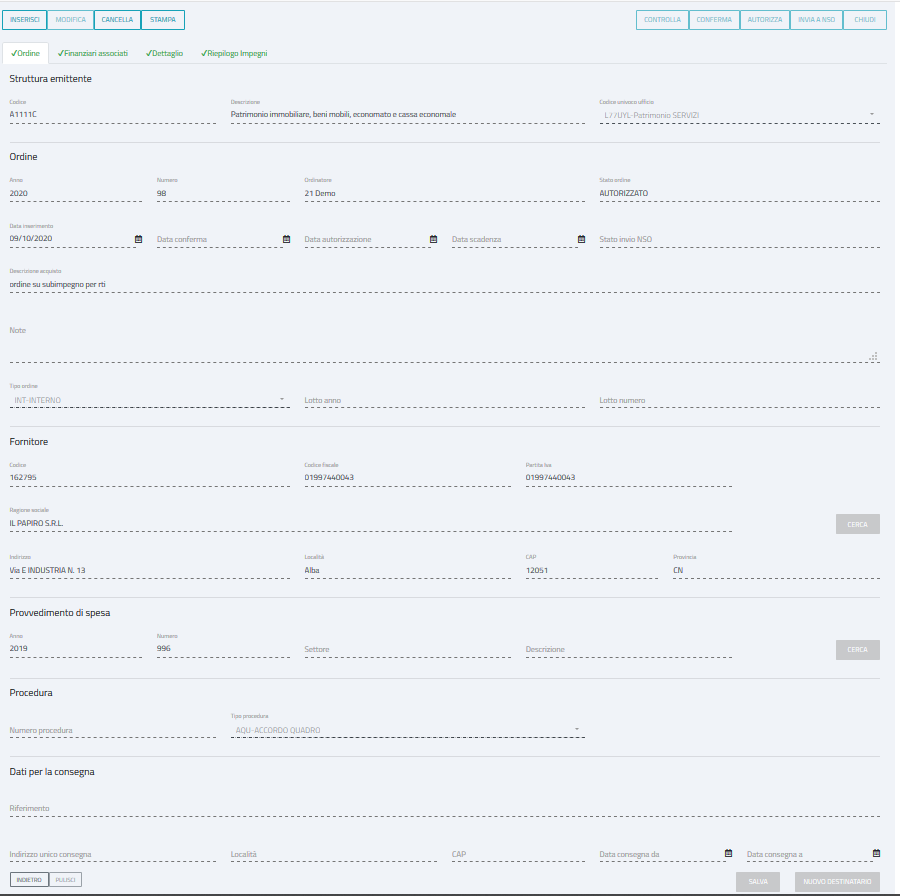 INSERISCI MODIFICA CANCELLA STAMPA CONTROLLA CONFERMA AUTORIZZA INVIA A NSO CHIUDI
✓Ordine ✓Finanziari associati ✓Dettaglio ✓Riepilogo Impegni
Struttura emittente
Codice Descrizione Codice univoco ufficio
A1111C Patrimonio immobiliare, beni mobili, economato e cassa economale L77UYL-Patrimonio SERVIZI
Ordine
Anno Numero Ordinatore Stato ordine
2020 98 21 Demo AUTORIZZATO
Data inserimento
09/10/2020 Data conferma Data autorizzazione Data scadenza Stato invio NSO
Descrizione acquisto
ordine su subimpegno per rti
Note
Tipo ordine
INT-INTERNO Lotto anno Lotto numero
Fornitore
Codice Codice fiscale Partita Iva
162795 01997440043 01997440043
Ragione sociale
IL PAPIRO S.R.L. CERCA
Indirizzo Località CAP Provincia
Via E INDUSTRIA N. 13 Alba 12051 CN
Provvedimento di spesa
Anno Numero
2019 996 Settore Descrizione CERCA
Procedura
Tipo procedura
Numero procedura AQU-ACCORDO QUADRO
Dati per la consegna
Riferimento
Indirizzo unico consegna Località CAP Data consegna da Data consegna a
INDIETRO PULISCI SALVA NUOVO DESTINATARIO